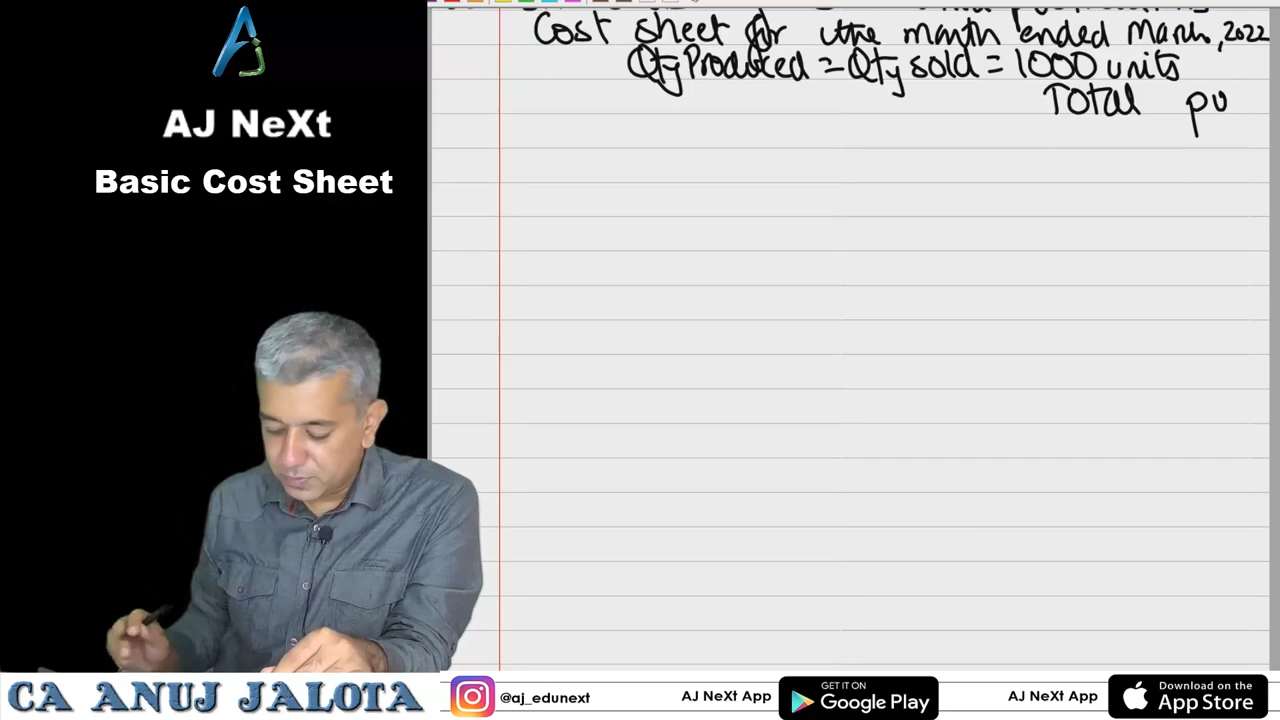 AJ NeXt
Basic Cost Sheet
Cost sheet for the month ended March, 2022
Qty Produced = Qty sold = 1000 units
Total pu
CA ANUJ JALOTA
@aj_edunext
AJ NeXt App
GET IT ON
Google Play
AJ NeXt App
Download on the
App Store